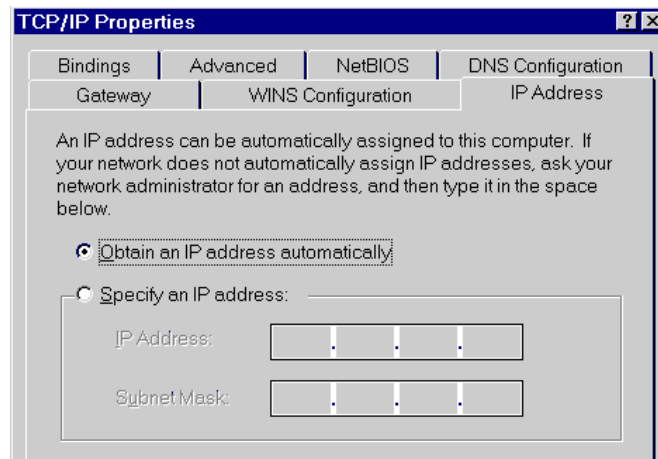 TCP/IP Properties
? X
Bindings Advanced NetBIOS DNS Configuration
Gateway WINS Configuration IP Address
An IP address can be automatically assigned to this computer. If
your network does not automatically assign IP addresses, ask your
network administrator for an address, and then type it in the space
below.
Obtain an IP address automatically
Specify an IP address:
IP Address: . . .
Subnet Mask: . . .